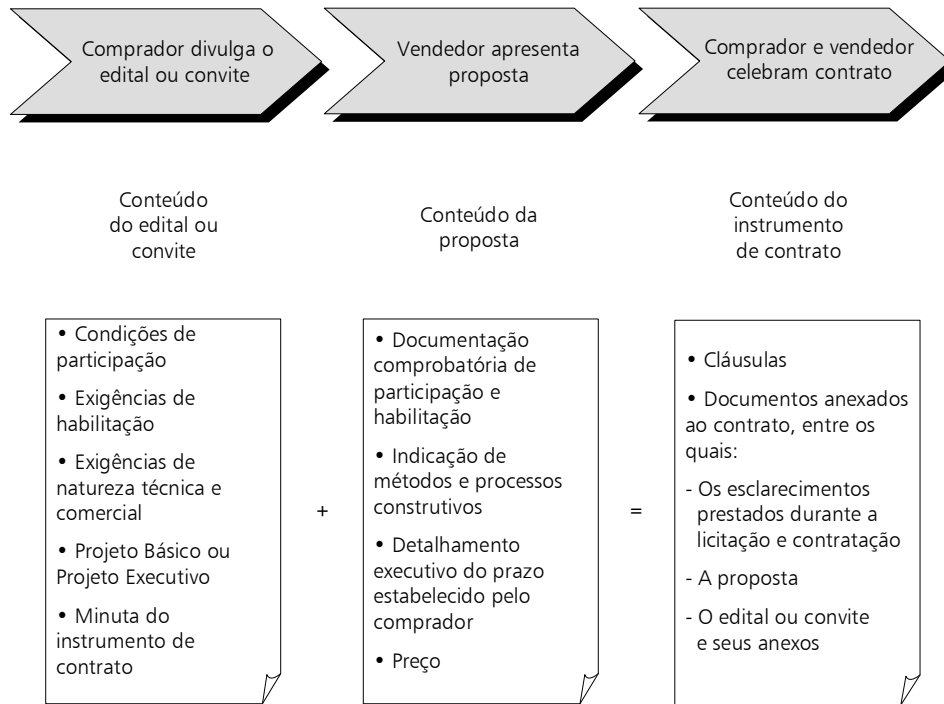 Comprador divulga o
edital ou convite
Vendedor apresenta
proposta
Comprador e vendedor
celebram contrato
Conteúdo
do edital ou
convite
Conteúdo da
proposta
Conteúdo do
instrumento
de contrato
• Condições de
participação
• Exigências de
habilitação
• Exigências de
natureza técnica e
comercial
• Projeto Básico ou
Projeto Executivo
• Minuta do
instrumento de
contrato
+
• Documentação
comprobatória de
participação e
habilitação
• Indicação de
métodos e processos
construtivos
• Detalhamento
executivo do prazo
estabelecido pelo
comprador
• Preço
=
• Cláusulas
• Documentos anexados
ao contrato, entre os
quais:
- Os esclarecimentos
prestados durante a
licitação e contratação
- A proposta
- O edital ou convite
e seus anexos